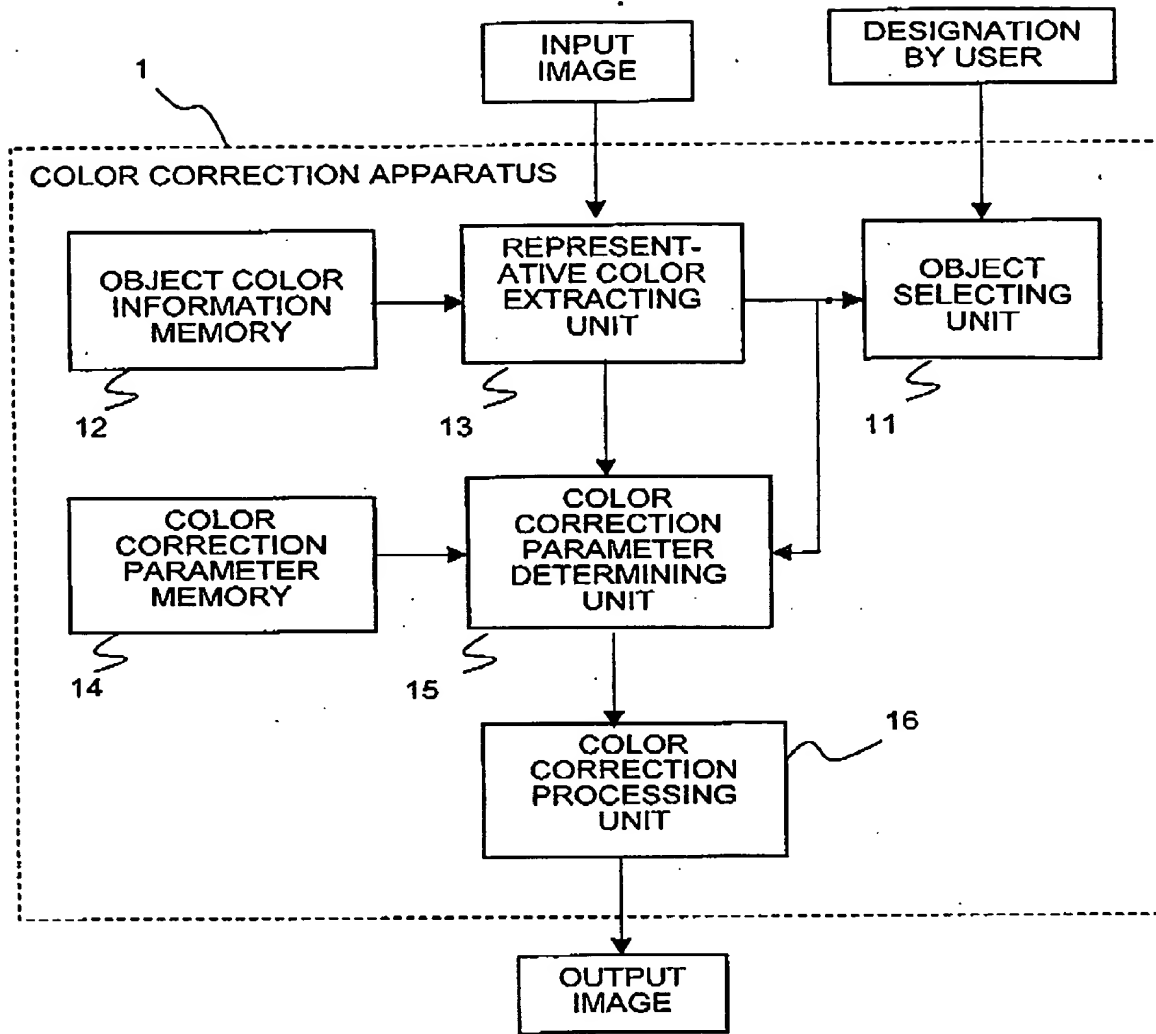 INPUT
IMAGE
DESIGNATION
BY USER
1
COLOR CORRECTION APPARATUS
OBJECT COLOR
INFORMATION
MEMORY
12
REPRESENT-
ATIVE COLOR
EXTRACTING
UNIT
13
OBJECT
SELECTING
UNIT
11
COLOR
CORRECTION
PARAMETER
MEMORY
14
COLOR
CORRECTION
PARAMETER
DETERMINING
UNIT
15
COLOR
CORRECTION
PROCESSING
UNIT
16
OUTPUT
IMAGE